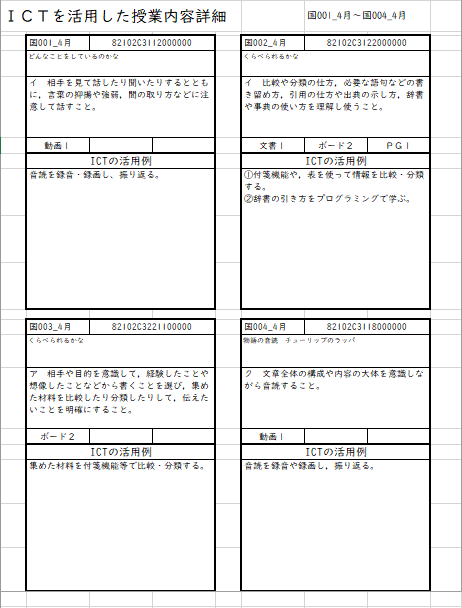 ＩＣＴを活用した授業内容詳細
国001_4月～国004_4月
国001_4月 82102C3112000000
どんなことをしているのかな
イ　相手を見て話したり聞いたりするととも
に，言葉の抑揚や強弱，間の取り方などに注
意して話すこと。
動画１
ICTの活用例
音読を録音・録画し、振り返る。
国002_4月 82102C3122000000
くらべられるかな
イ　比較や分類の仕方，必要な語句などの書
き留め方，引用の仕方や出典の示し方，辞書
や事典の使い方を理解し使うこと。
文書１ ボード２ ＰＧ１
ICTの活用例
①付箋機能や，表を使って情報を比較・分類
する。
②辞書の引き方をプログラミングで学ぶ。
国003_4月 82102C3221100000
くらべられるかな
ア　相手や目的を意識して，経験したことや
想像したことなどから書くことを選び，集め
た材料を比較したり分類したりして，伝えた
いことを明確にすること。
ボード２
ICTの活用例
集めた材料を付箋機能等で比較・分類する。
国004_4月 82102C3118000000
物語の音読　チューリップのラッパ
ク　文章全体の構成や内容の大体を意識しな
がら音読すること。
動画１
ICTの活用例
音読を録音や録画し，振り返る。